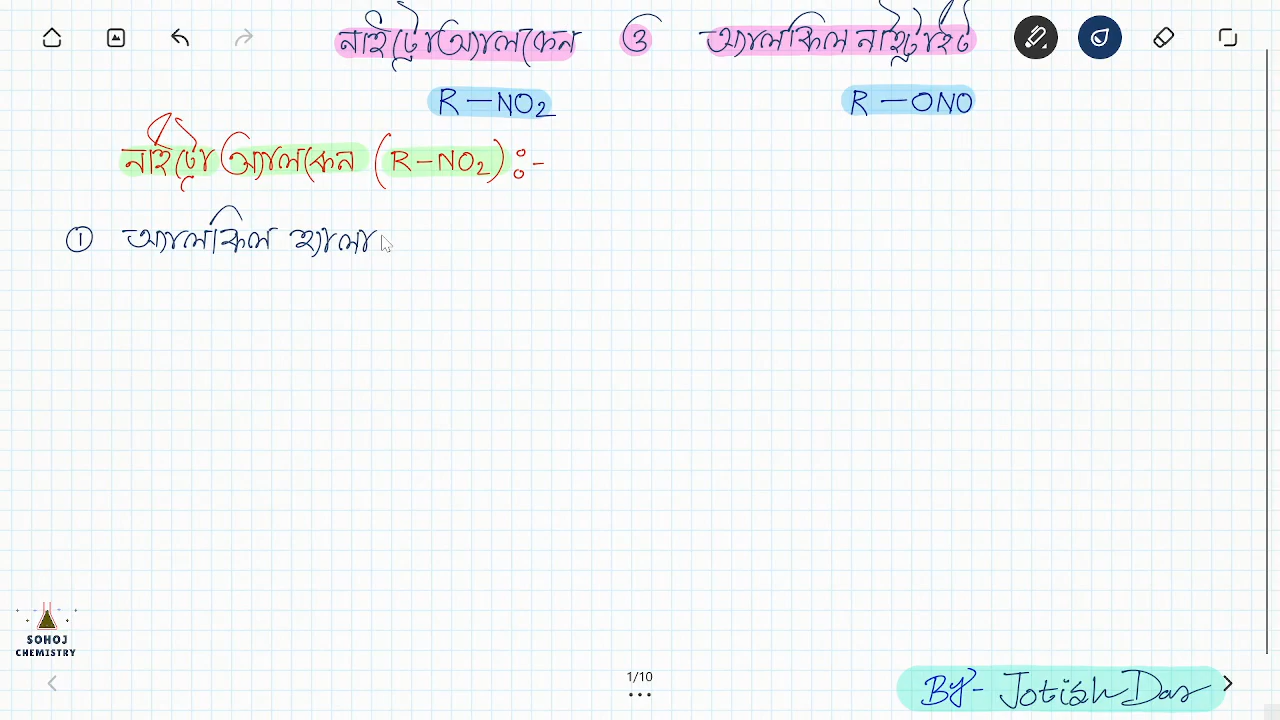 নাইট্রোঅ্যালকেন ও অ্যালকিল নাইট্রাইট
R—NO2 R—ONO
নাইট্রো অ্যালকেন (R-NO2) :-
① অ্যালকিল হ্যালা
SOHOJ
CHEMISTRY
1/10
By- Jotish Das